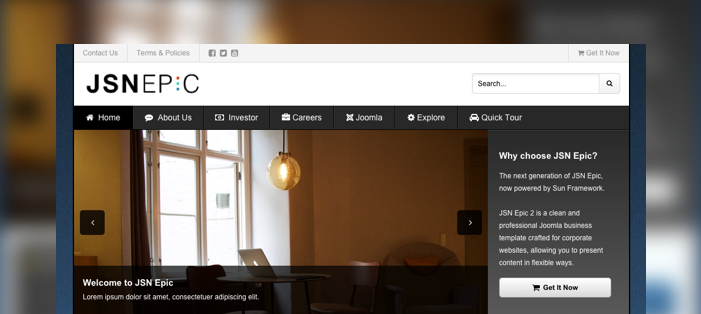 Contact Us
Terms & Policies
Get It Now
JSN EPIC
Search...
Home
About Us
Investor
Careers
Joomla
Explore
Quick Tour
Why choose JSN Epic?
The next generation of JSN Epic,
now powered by Sun Framework.
JSN Epic 2 is a clean and
professional Joomla business
template crafted for corporate
websites, allowing you to present
content in flexible ways.
Get It Now
Welcome to JSN Epic
Lorem ipsum dolor sit amet, consectetuer adipiscing elit.